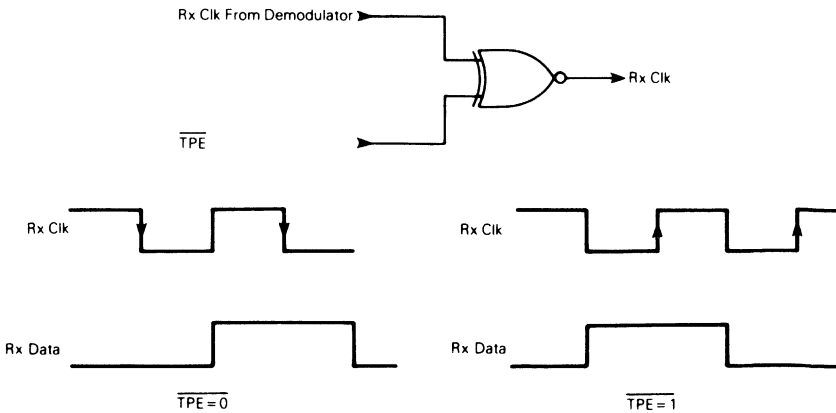 Rx Clk From Demodulator
Rx Clk
TPE
Rx Clk
Rx Clk
Rx Data
Rx Data
TPE=0
TPE=1